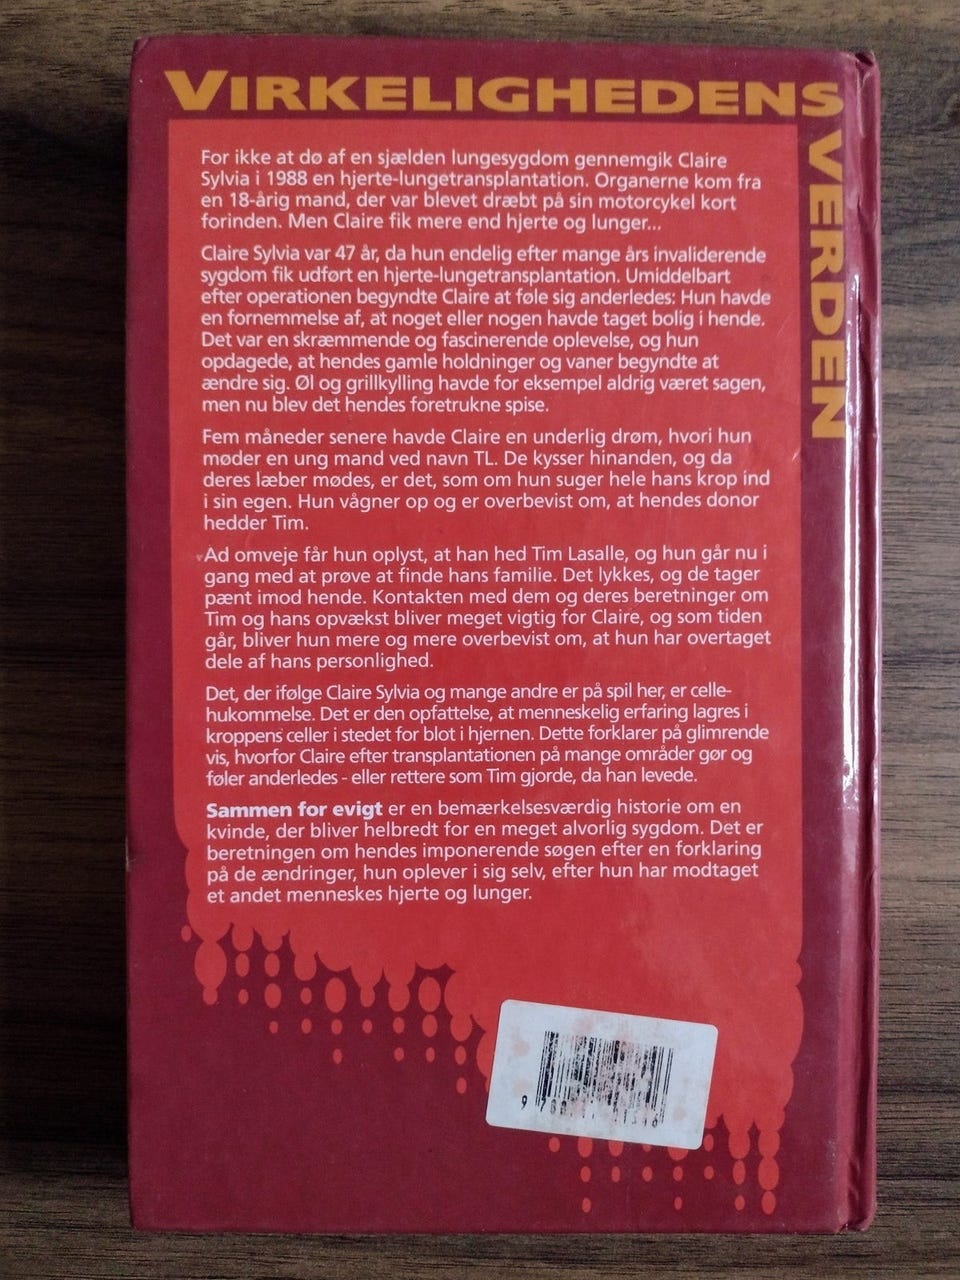 VIRKELIGHEDENS
VERDEN
For ikke at dø af en sjælden lungesygdom gennemgik Claire
Sylvia i 1988 en hjerte-lungetransplantation. Organerne kom fra
en 18-årig mand, der var blevet dræbt på sin motorcykel kort
forinden. Men Claire fik mere end hjerte og lunger...
Claire Sylvia var 47 år, da hun endelig efter mange års invaliderende
sygdom fik udført en hjerte-lungetransplantation. Umiddelbart
efter operationen begyndte Claire at føle sig anderledes: Hun havde
en fornemmelse af, at noget eller nogen havde taget bolig i hende.
Det var en skræmmende og fascinerende oplevelse, og hun
opdagede, at hendes gamle holdninger og vaner begyndte at
ændre sig. Øl og grillkylling havde for eksempel aldrig været sagen,
men nu blev det hendes foretrukne spise.
Fem måneder senere havde Claire en underlig drøm, hvori hun
møder en ung mand ved navn TL. De kysser hinanden, og da
deres læber mødes, er det, som om hun suger hele hans krop ind
i sin egen. Hun vågner op og er overbevist om, at hendes donor
hedder Tim.
Ad omveje får hun oplyst, at han hed Tim Lasalle, og hun går nu i
gang med at prøve at finde hans familie. Det lykkes, og de tager
pænt imod hende. Kontakten med dem og deres beretninger om
Tim og hans opvækst bliver meget vigtig for Claire, og som tiden
går, bliver hun mere og mere overbevist om, at hun har overtaget
dele af hans personlighed.
Det, der ifølge Claire Sylvia og mange andre er på spil her, er celle-
hukommelse. Det er den opfattelse, at menneskelig erfaring lagres i
kroppens celler i stedet for blot i hjernen. Dette forklarer på glimrende
vis, hvorfor Claire efter transplantationen på mange områder gør og
føler anderledes - eller rettere som Tim gjorde, da han levede.
Sammen for evigt er en bemærkelsesværdig historie om en
kvinde, der bliver helbredt for en meget alvorlig sygdom. Det er
beretningen om hendes imponerende søgen efter en forklaring
på de ændringer, hun oplever i sig selv, efter hun har modtaget
et andet menneskes hjerte og lunger.